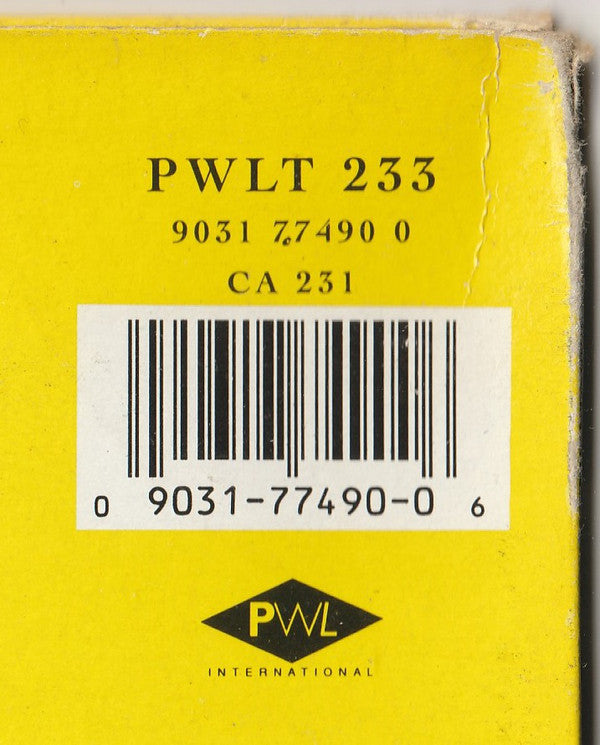 PWLT 233
9031 77490 0
CA 231
0 9031-77490-0 6
PWL
INTERNATIONAL